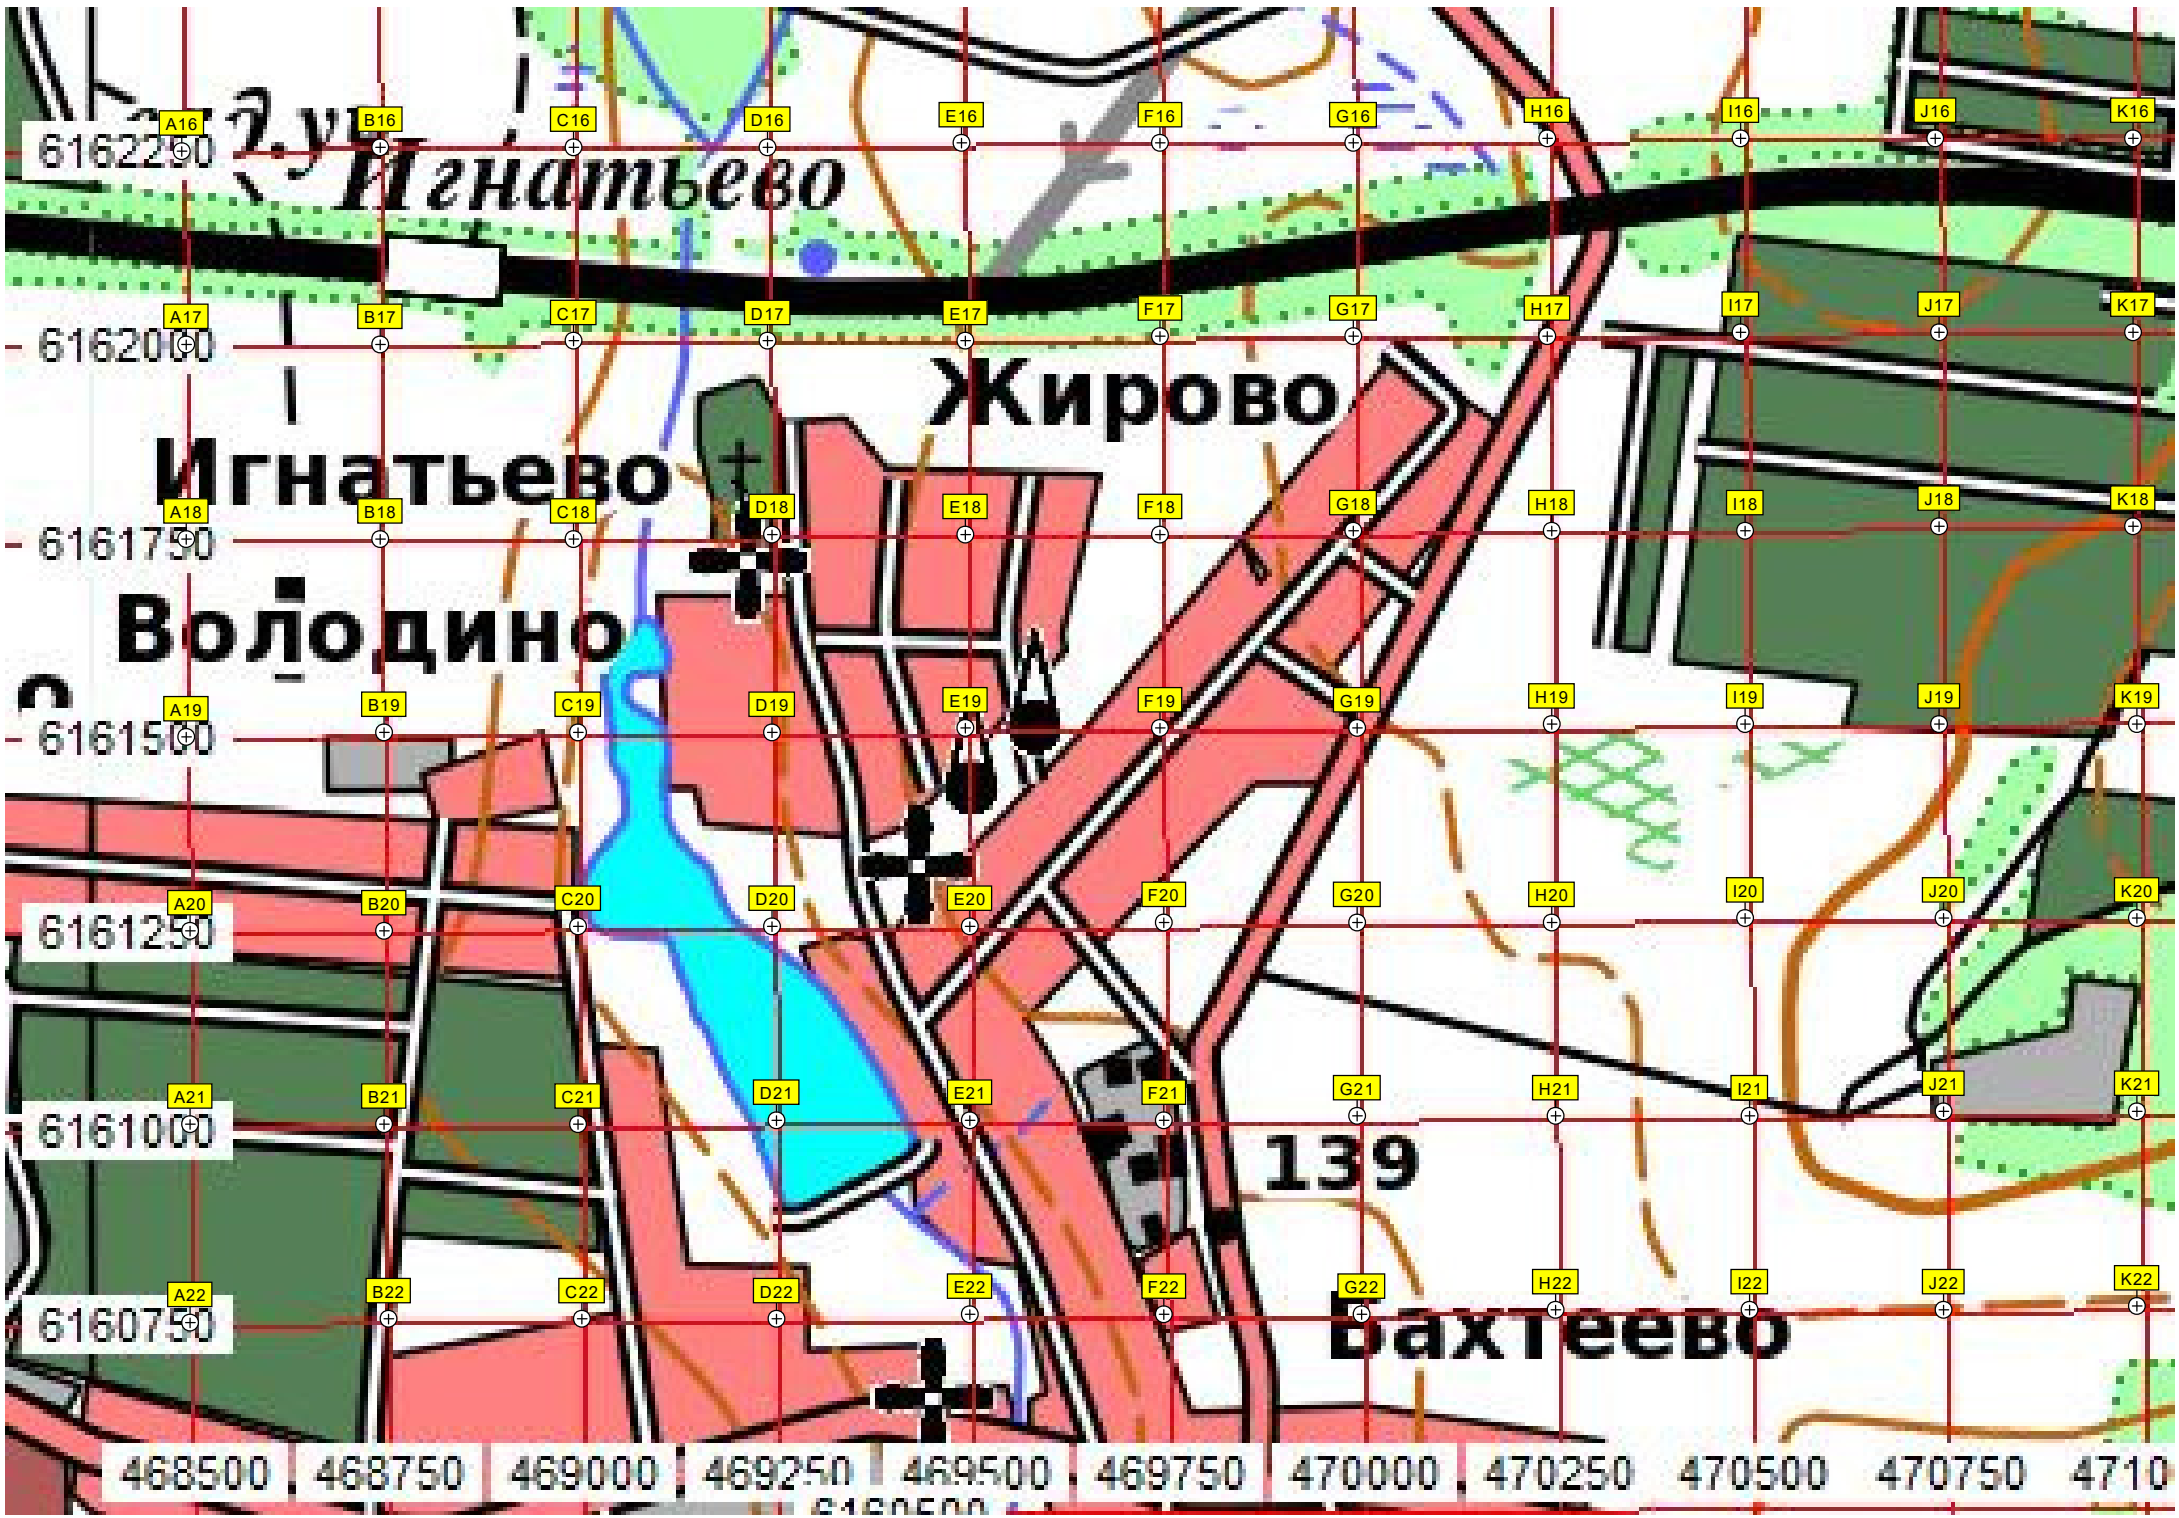 A16 B16 C16 D16 E16 F16 G16 H16 I16 J16 K16
6162250
Игнатьево
A17 B17 C17 D17 E17 F17 G17 H17 I17 J17 K17
6162000
Жирово
Игнатьево
A18 B18 C18 D18 E18 F18 G18 H18 I18 J18 K18
6161750
Володино
A19 B19 C19 D19 E19 F19 G19 H19 I19 J19 K19
6161500
A20 B20 C20 D20 E20 F20 G20 H20 I20 J20 K20
6161250
A21 B21 C21 D21 E21 F21 G21 H21 I21 J21 K21
6161000
139
A22 B22 C22 D22 E22 F22 G22 H22 I22 J22 K22
6160750
Бахтеево
468500 468750 469000 469250 469500 469750 470000 470250 470500 470750 4710
6160500